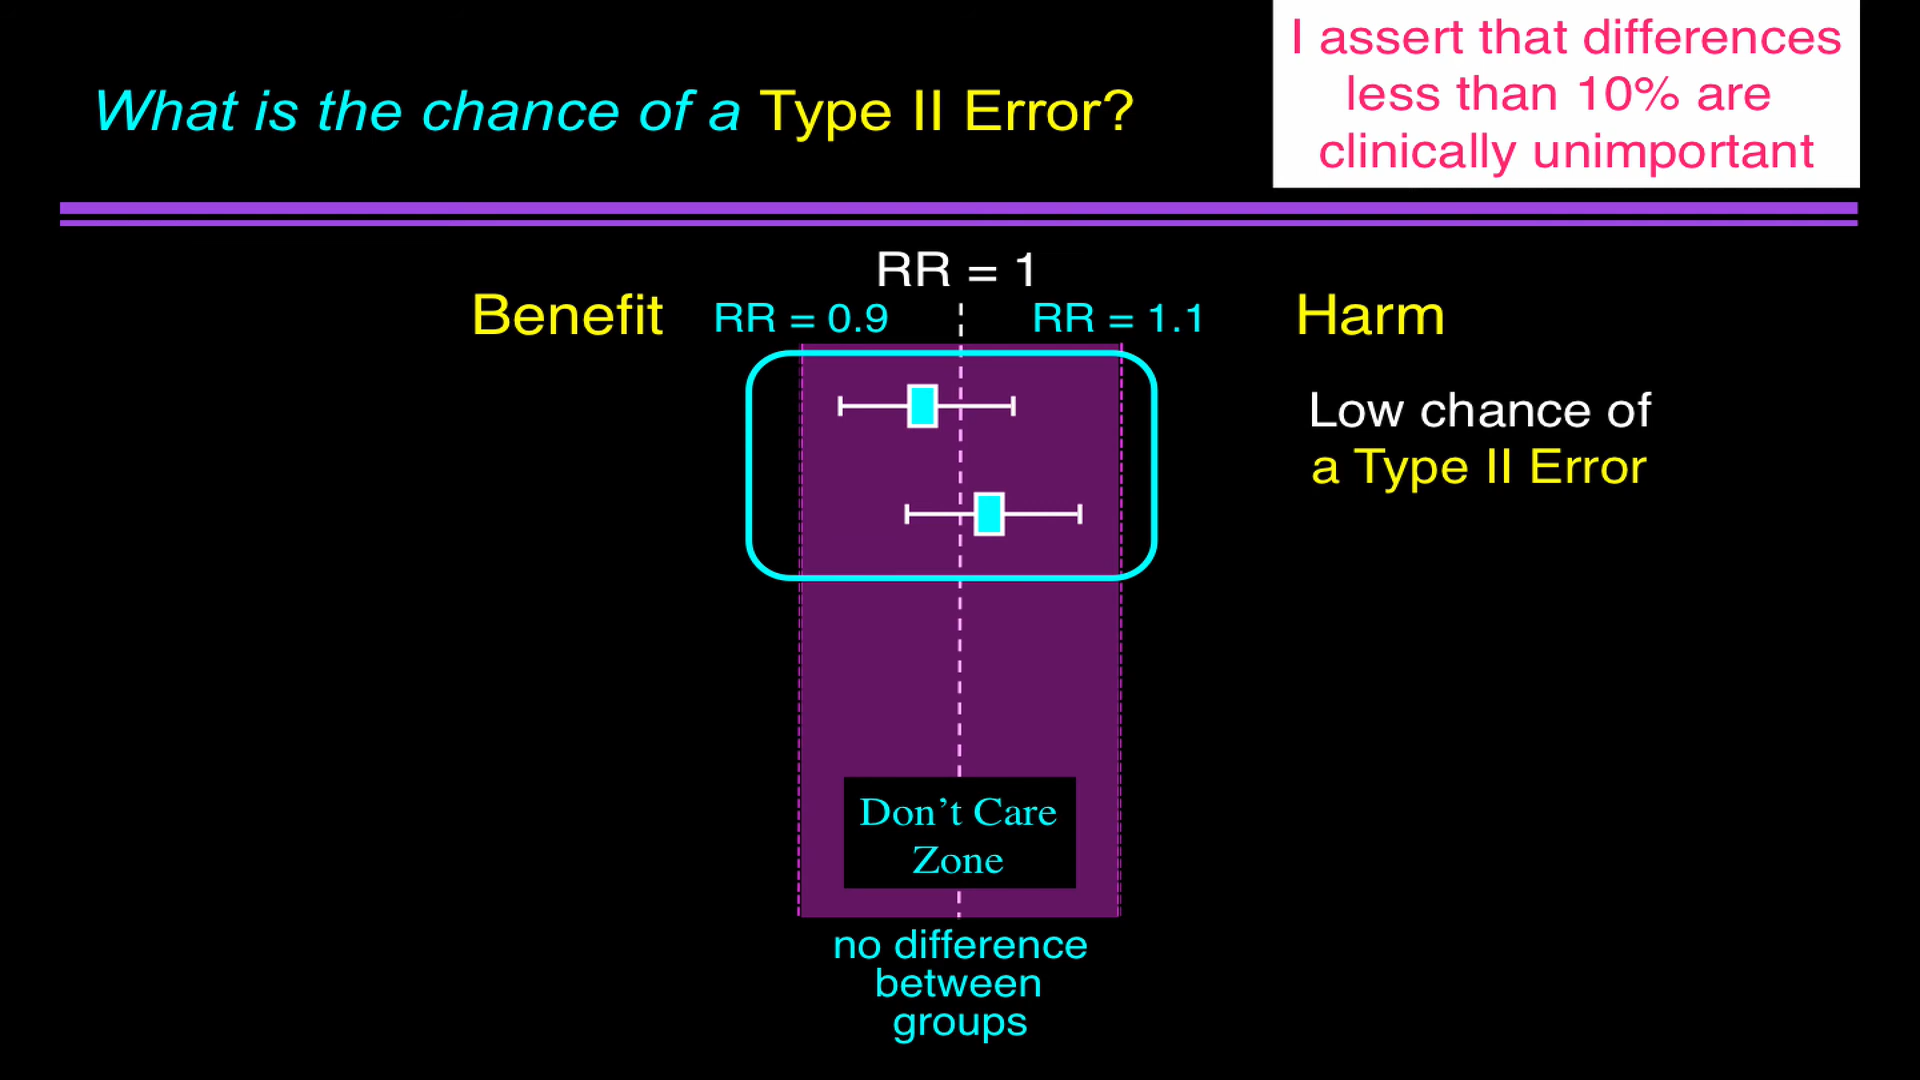 I assert that differences
less than 10% are
clinically unimportant
What is the chance of a Type II Error?
RR = 1
Benefit RR = 0.9 RR = 1.1 Harm
Low chance of
a Type II Error
Don’t Care
Zone
no difference
between
groups